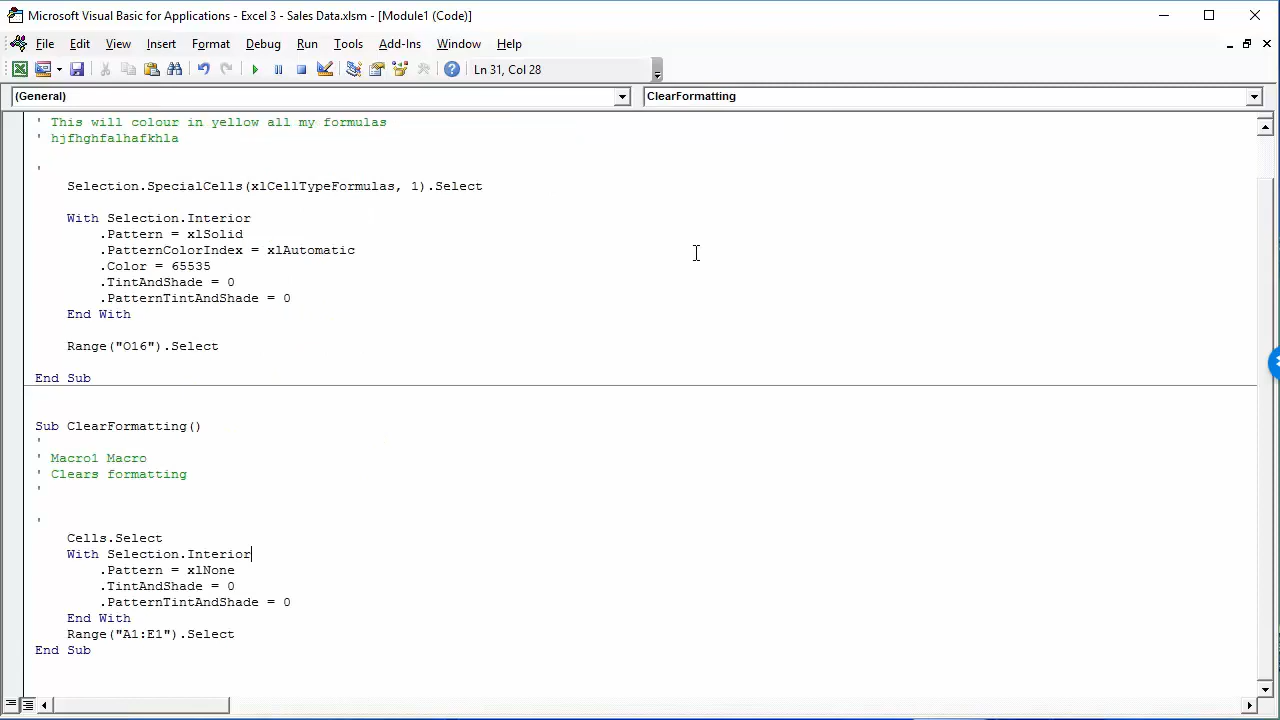 Microsoft Visual Basic for Applications - Excel 3 - Sales Data.xlsm - [Module1 (Code)]
File Edit View Insert Format Debug Run Tools Add-Ins Window Help
Ln 31, Col 28
(General) ClearFormatting
' This will colour in yellow all my formulas
' hjfhghfalhafkhla
'
Selection.SpecialCells(xlCellTypeFormulas, 1).Select
With Selection.Interior
.Pattern = xlSolid
.PatternColorIndex = xlAutomatic
.Color = 65535
.TintAndShade = 0
.PatternTintAndShade = 0
End With
Range("O16").Select
End Sub
Sub ClearFormatting()
'
' Macro1 Macro
' Clears formatting
'
'
Cells.Select
With Selection.Interior
.Pattern = xlNone
.TintAndShade = 0
.PatternTintAndShade = 0
End With
Range("A1:E1").Select
End Sub